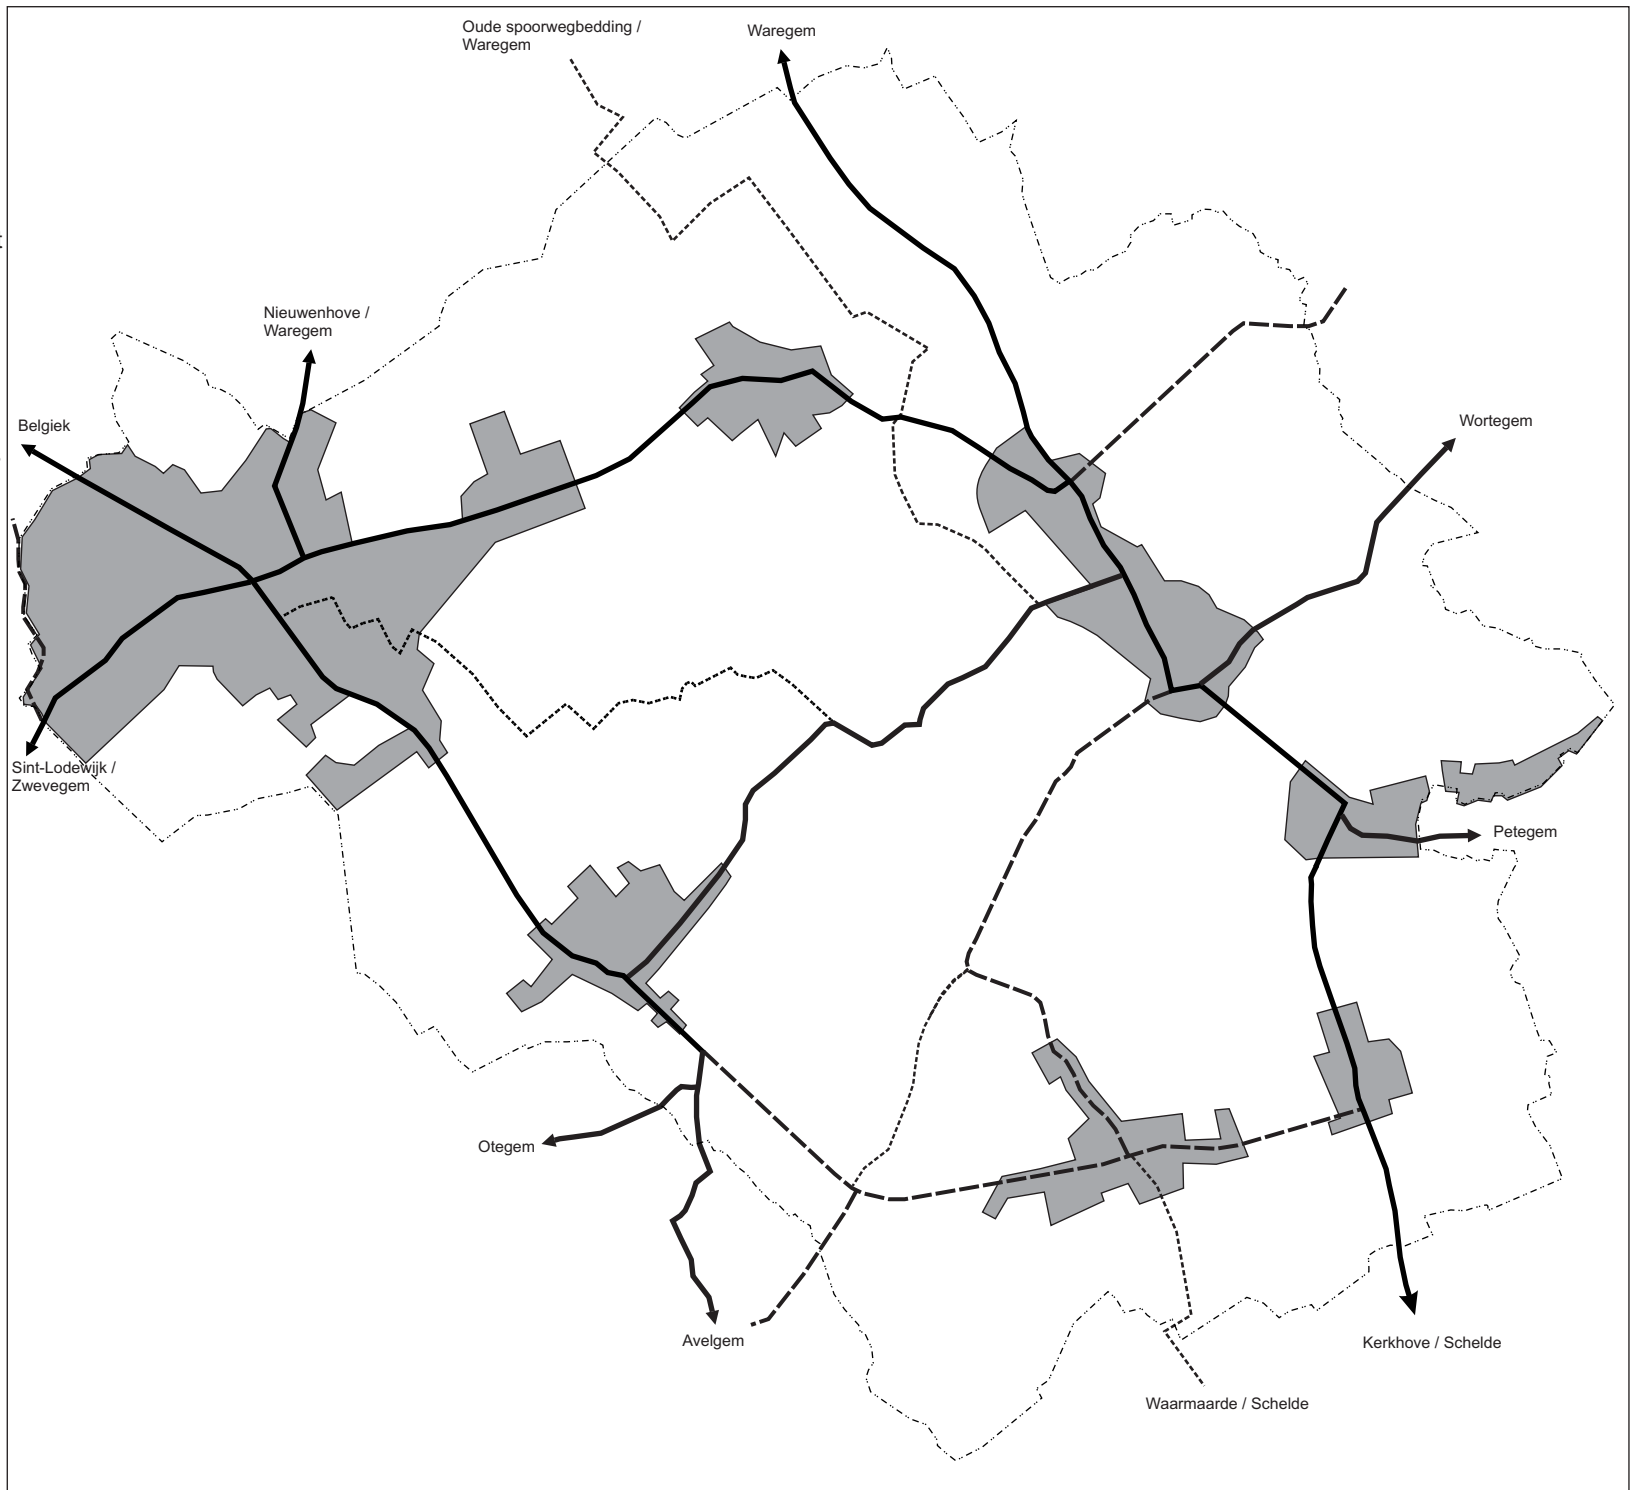 Oude spoorwegbedding /
Waregem
Waregem
Nieuwenhove /
Waregem
Belgiek
Wortegem
Sint-Lodewijk /
Zwevegem
Petegem
Otegem
Avelgem
Kerkhove / Schelde
Waarmaarde / Schelde